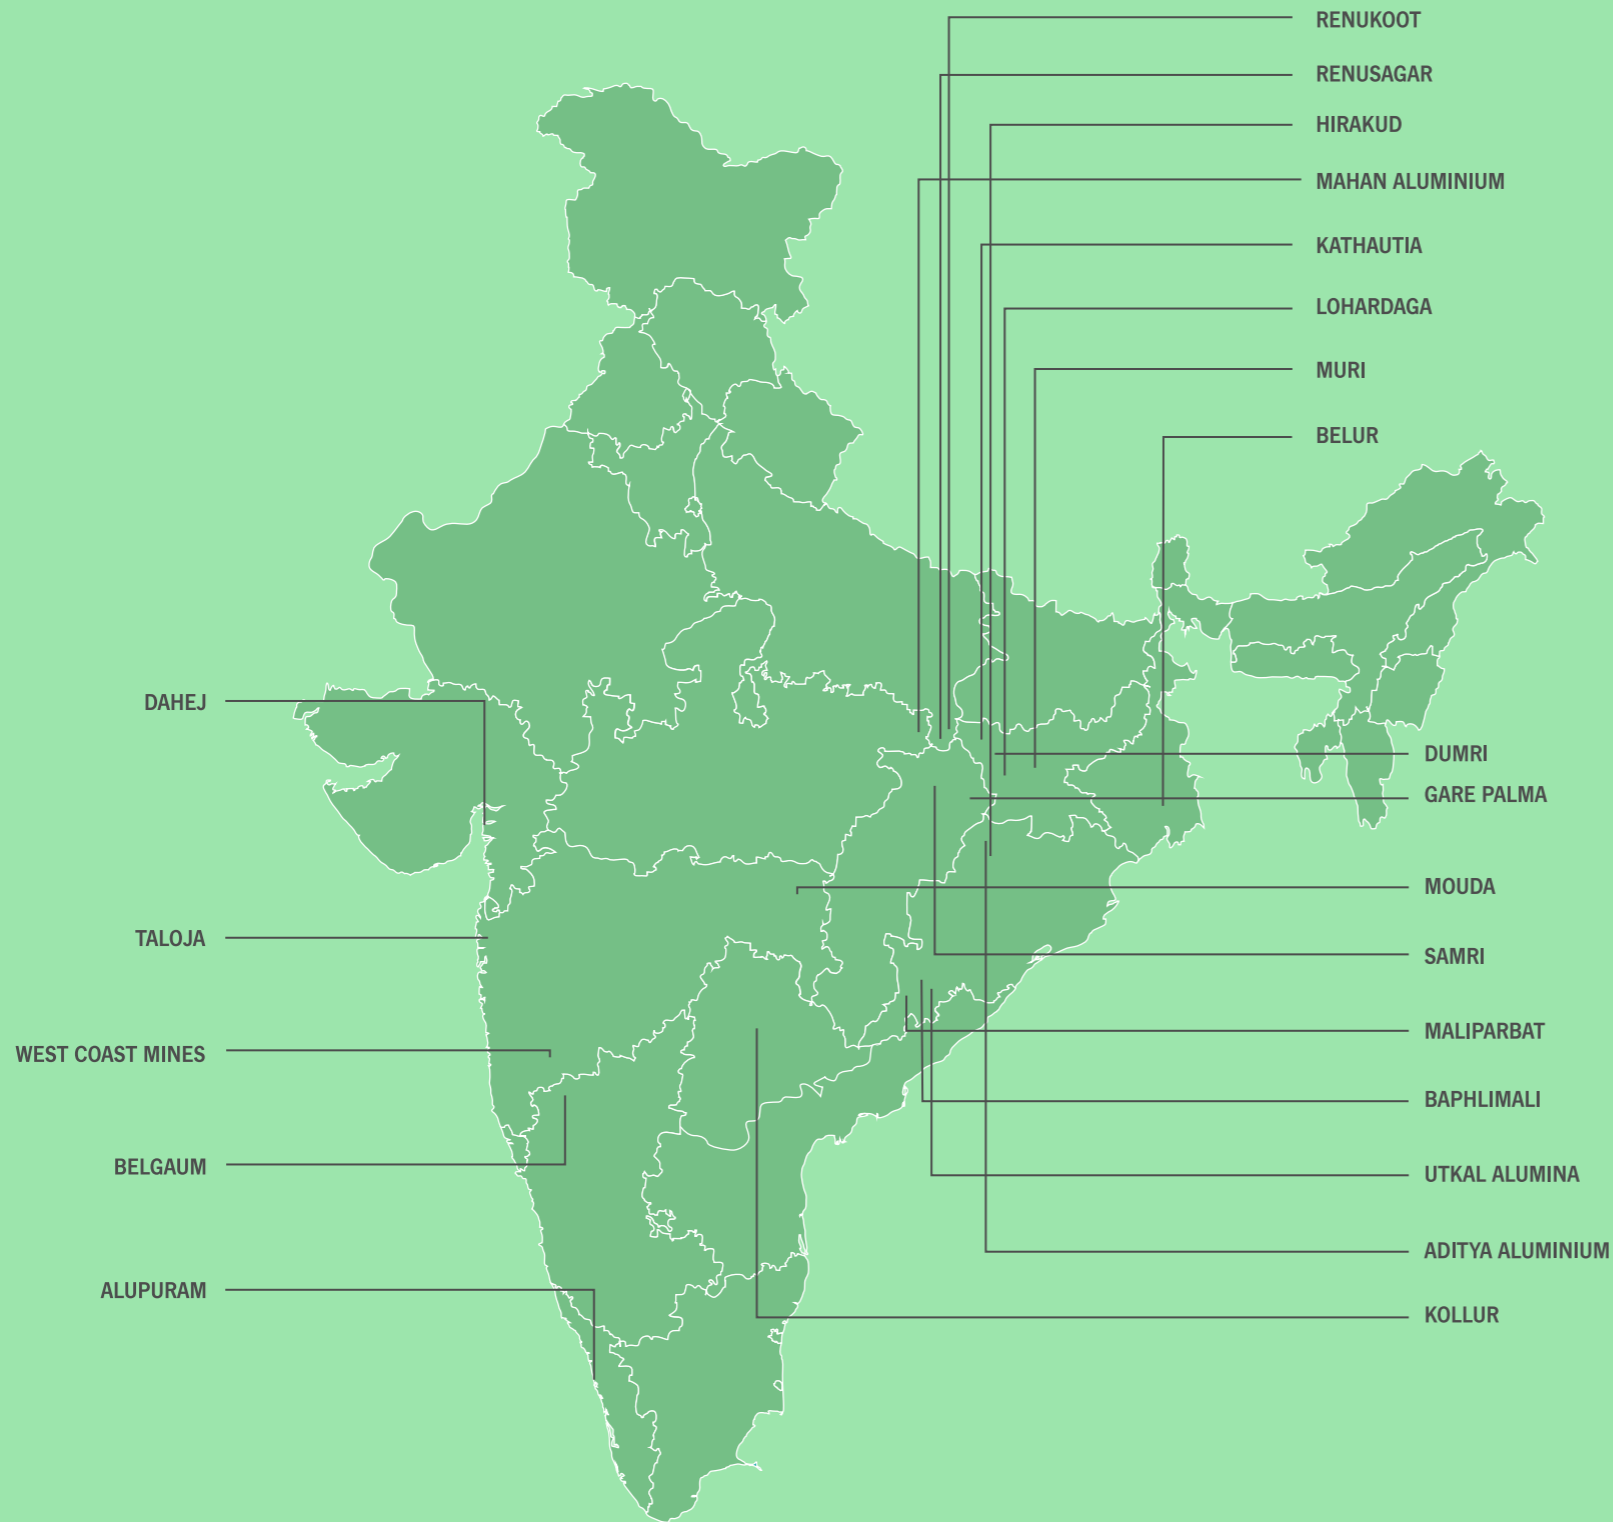 RENUKOOT
RENUSAGAR
HIRAKUD
MAHAN ALUMINIUM
KATHAUTIA
LOHARDAGA
MURI
BELUR
DAHEJ
DUMRI
GARE PALMA
MOUDA
TALOJA
SAMRI
MALIPARBAT
WEST COAST MINES
BAPHLIMALI
BELGAUM
UTKAL ALUMINA
ADITYA ALUMINIUM
ALUPURAM
KOLLUR